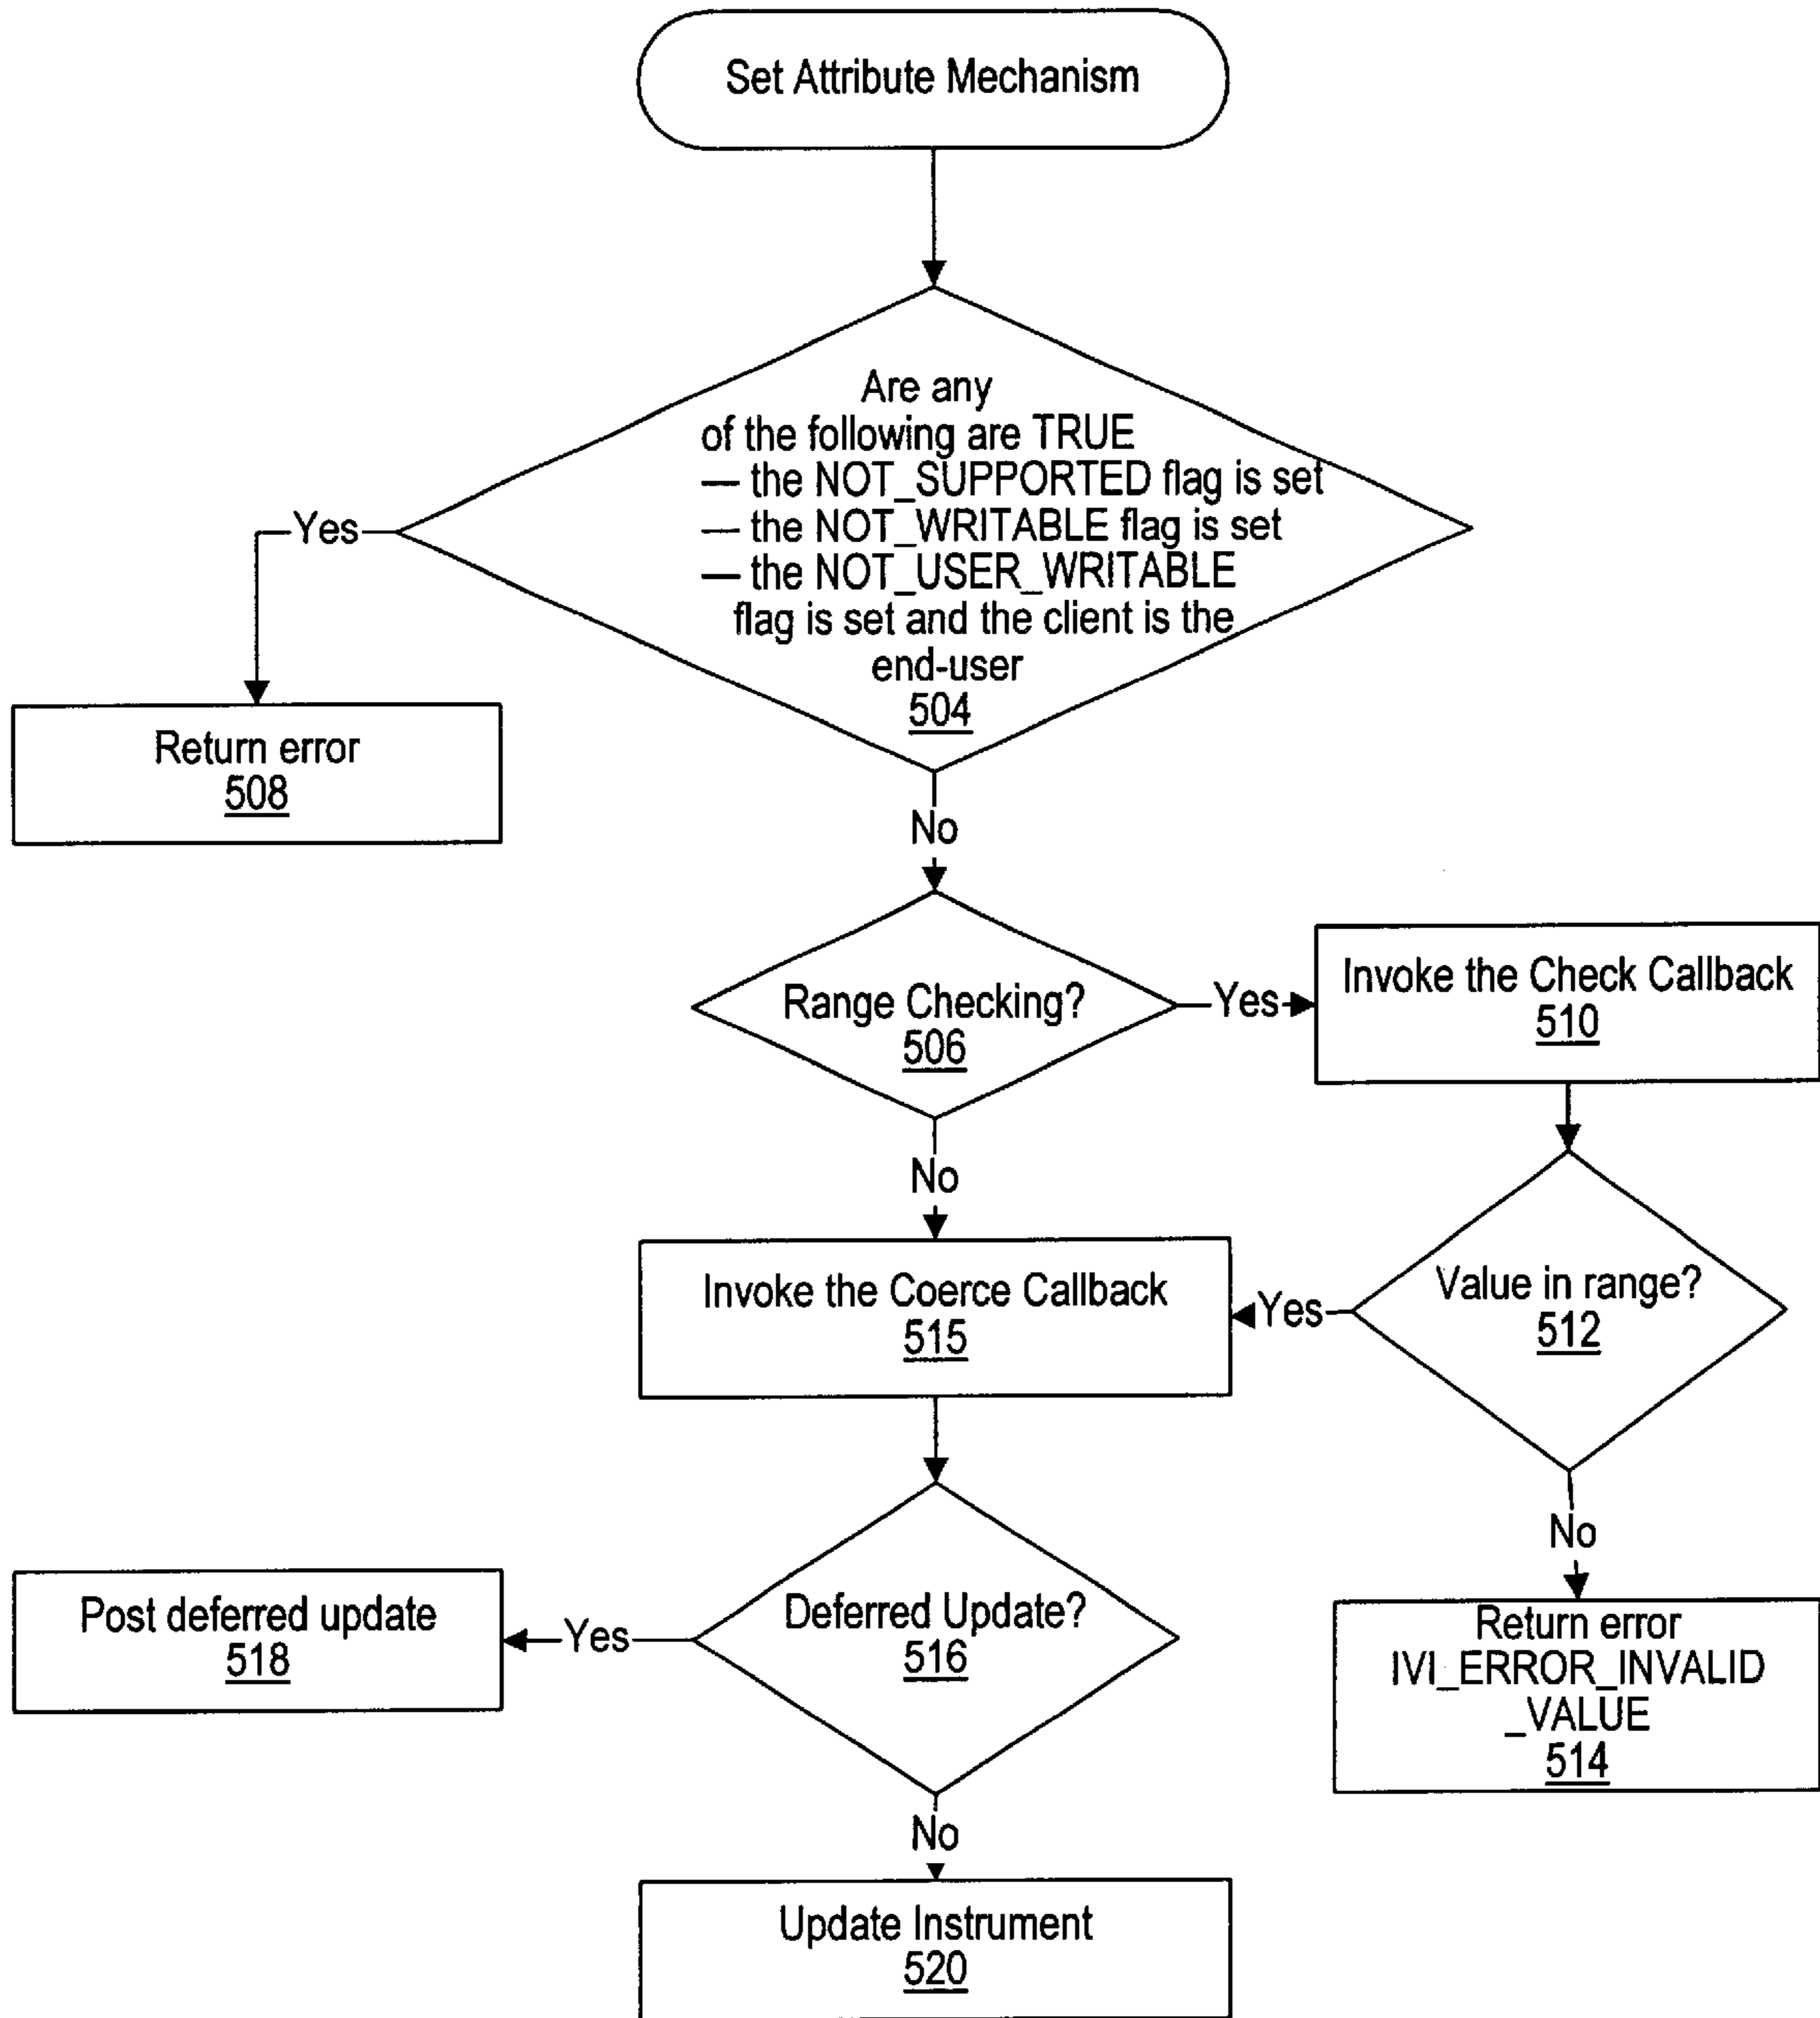 Set Attribute Mechanism
Are any
of the following are TRUE
— the NOT_SUPPORTED flag is set
— the NOT_WRITABLE flag is set
— the NOT_USER_WRITABLE
flag is set and the client is the
end-user
504
Yes
Return error
508
No
Range Checking?
506
Yes
Invoke the Check Callback
510
No
Invoke the Coerce Callback
515
Yes
Value in range?
512
No
Return error
IVI_ERROR_INVALID
_VALUE
514
Deferred Update?
516
Yes
Post deferred update
518
No
Update Instrument
520